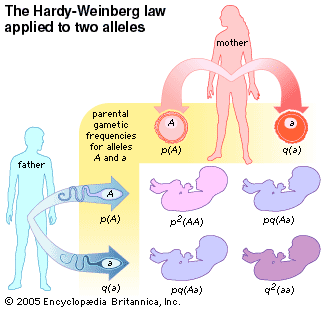 The Hardy-Weinberg law
applied to two alleles
mother
parental
gametic
frequencies
for alleles
A and a
A
a
p(A)
q(a)
father
A
p(A)
p²(AA)
pq(Aa)
a
q(a)
pq(Aa)
q²(aa)
© 2005 Encyclopædia Britannica, Inc.